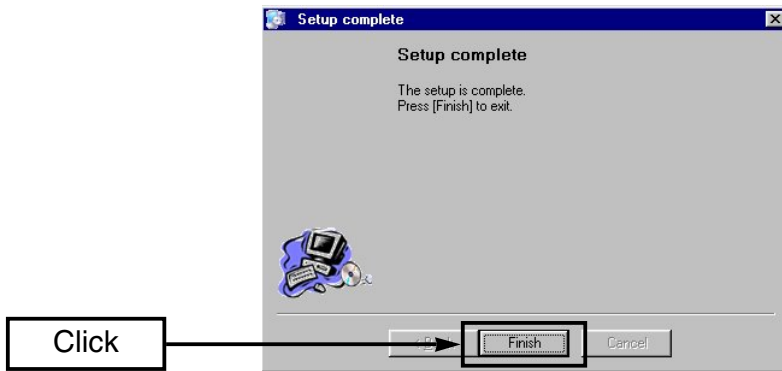 Setup complete
Setup complete
The setup is complete.
Press [Finish] to exit.
Click
Finish
Cancel